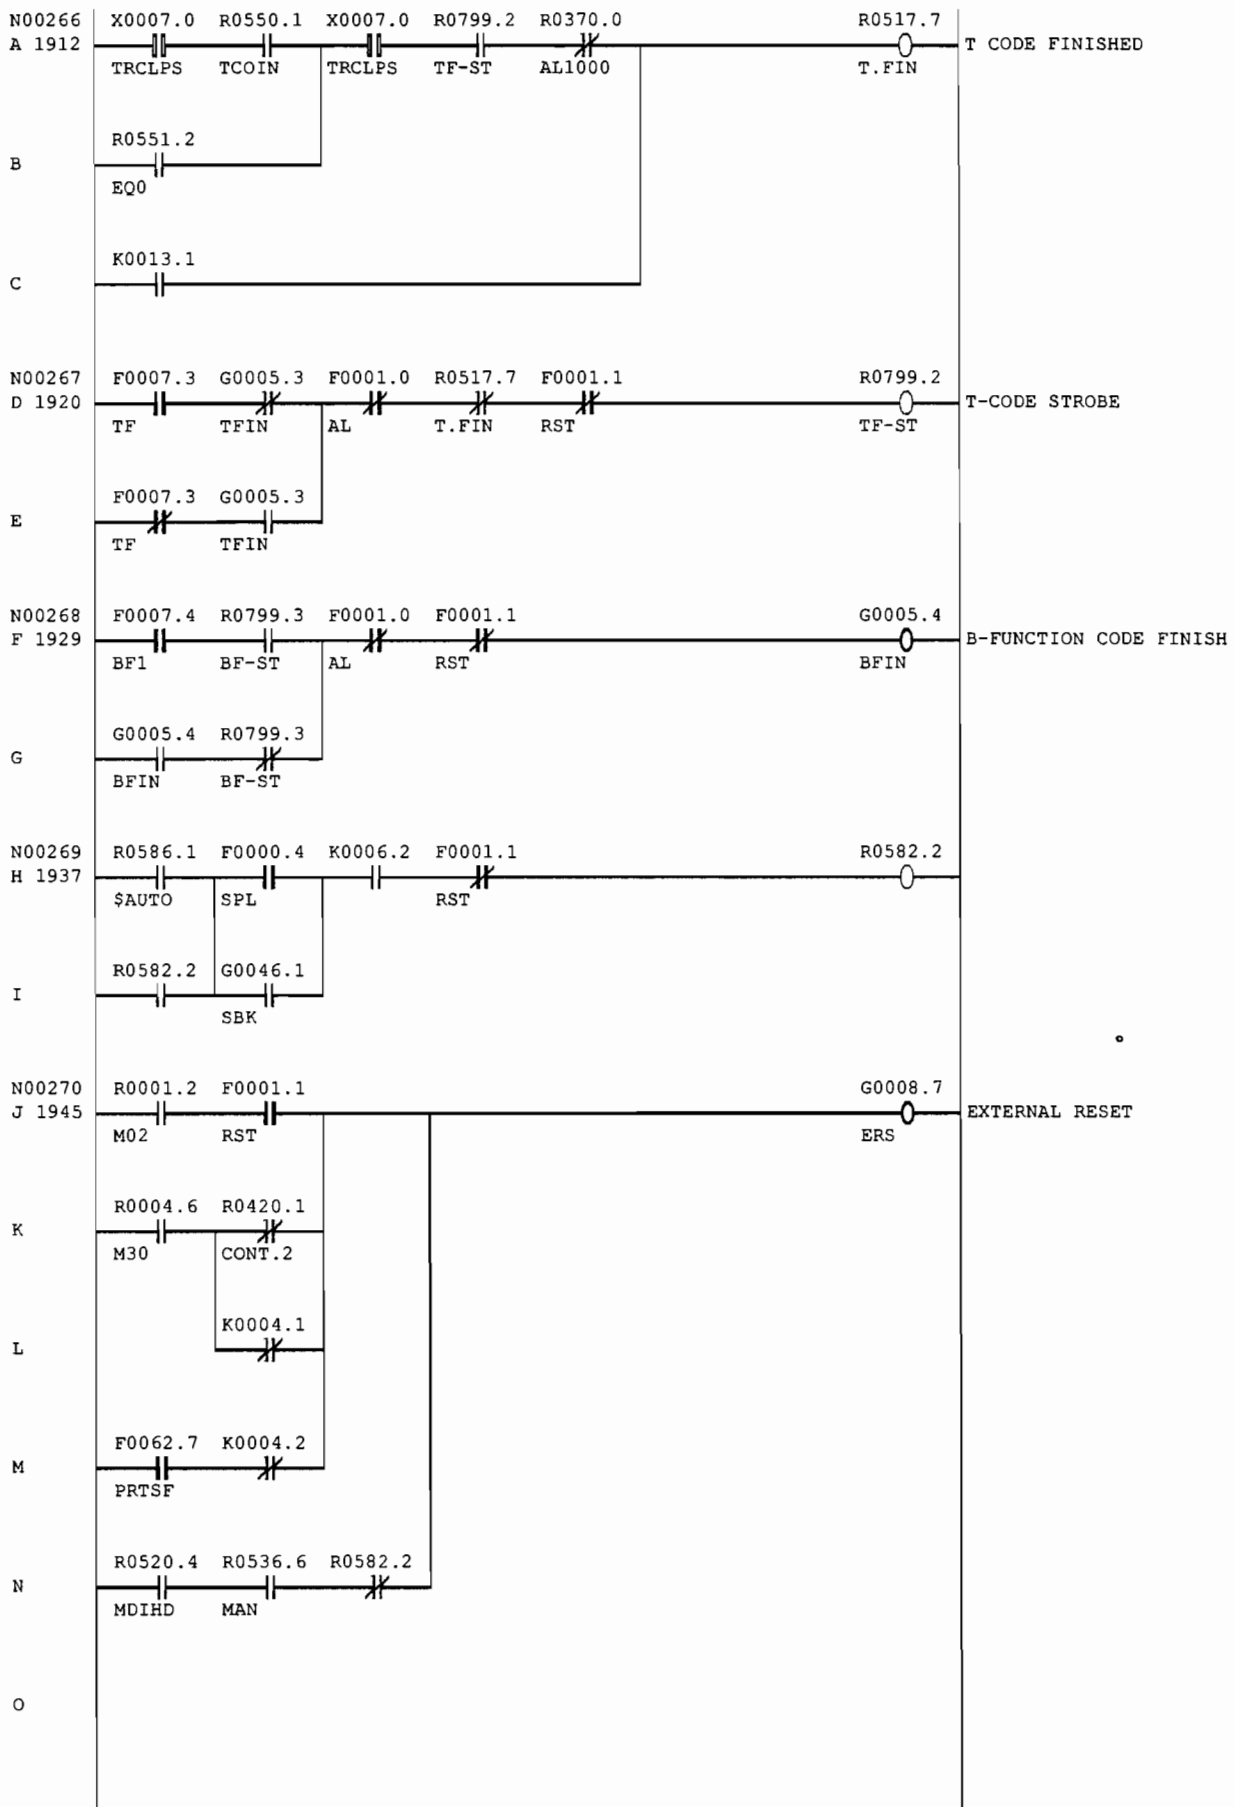 N00266 X0007.0 R0550.1 X0007.0 R0799.2 R0370.0 R0517.7
A 1912 T CODE FINISHED
TRCLPS TCOIN TRCLPS TF-ST AL1000 T.FIN
R0551.2
B
EQ0
K0013.1
C
N00267 F0007.3 G0005.3 F0001.0 R0517.7 F0001.1 R0799.2
D 1920 T-CODE STROBE
TF TFIN AL T.FIN RST TF-ST
F0007.3 G0005.3
E
TF TFIN
N00268 F0007.4 R0799.3 F0001.0 F0001.1 G0005.4
F 1929 B-FUNCTION CODE FINISH
BF1 BF-ST AL RST BFIN
G0005.4 R0799.3
G
BFIN BF-ST
N00269 R0586.1 F0000.4 K0006.2 F0001.1 R0582.2
H 1937
$AUTO SPL RST
R0582.2 G0046.1
I
SBK
N00270 R0001.2 F0001.1 G0008.7
J 1945 EXTERNAL RESET
M02 RST ERS
R0004.6 R0420.1
K
M30 CONT.2
K0004.1
L
F0062.7 K0004.2
M
PRTSF
R0520.4 R0536.6 R0582.2
N
MDIHD MAN
O